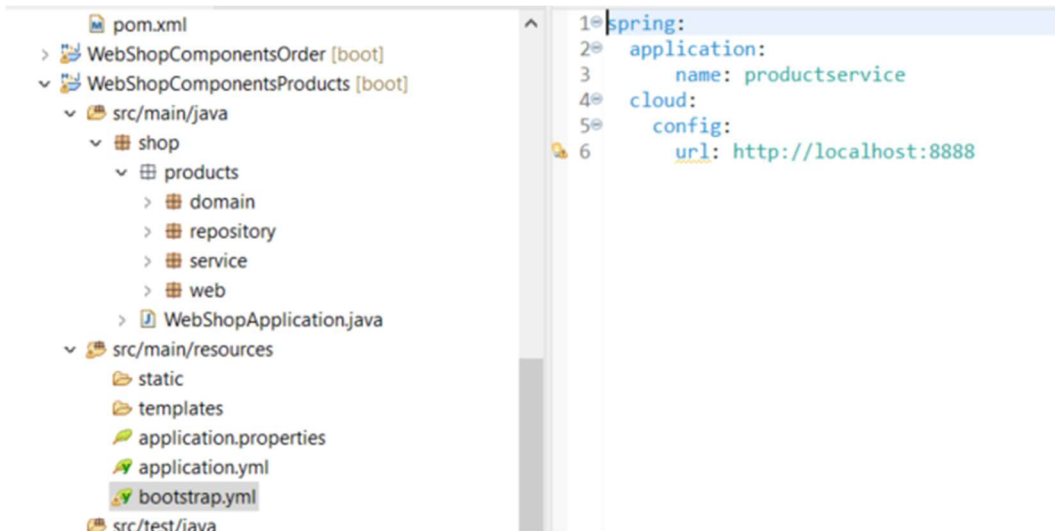 pom.xml
WebShopComponentsOrder [boot]
WebShopComponentsProducts [boot]
src/main/java
shop
products
domain
repository
service
web
WebShopApplication.java
src/main/resources
static
templates
application.properties
application.yml
bootstrap.yml
src/test/java
1 spring:
2 application:
3 name: productservice
4 cloud:
5 config:
6 url: http://localhost:8888